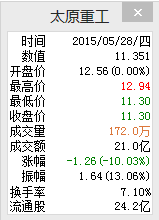 太原重工
时间 2015/05/28/四
数值 11.351
开盘价 12.56(0.00%)
最高价 12.94
最低价 11.30
收盘价 11.30
成交量 172.0万
成交额 21.0亿
涨幅 -1.26(-10.03%)
振幅 1.64(13.06%)
换手率 7.10%
流通股 24.2亿